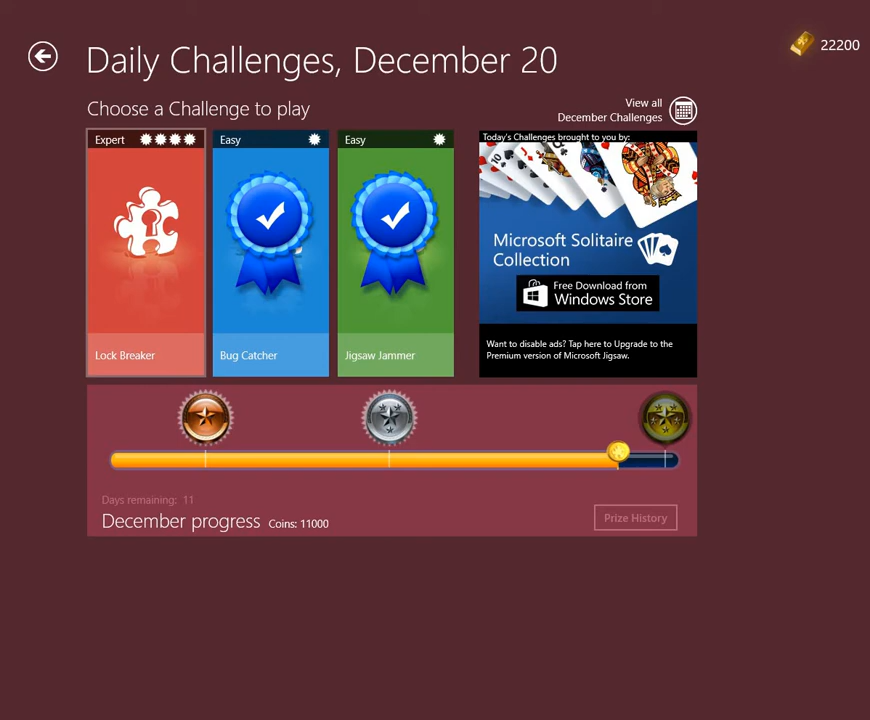 Daily Challenges, December 20
22200
Choose a Challenge to play
View all
December Challenges
Expert
Easy
Easy
Today's Challenges brought to you by:
10
J
Microsoft Solitaire
Collection
Free Download from
Windows Store
Lock Breaker
Bug Catcher
Jigsaw Jammer
Want to disable ads? Tap here to Upgrade to the
Premium version of Microsoft Jigsaw.
Days remaining: 11
December progress Coins: 11000
Prize History